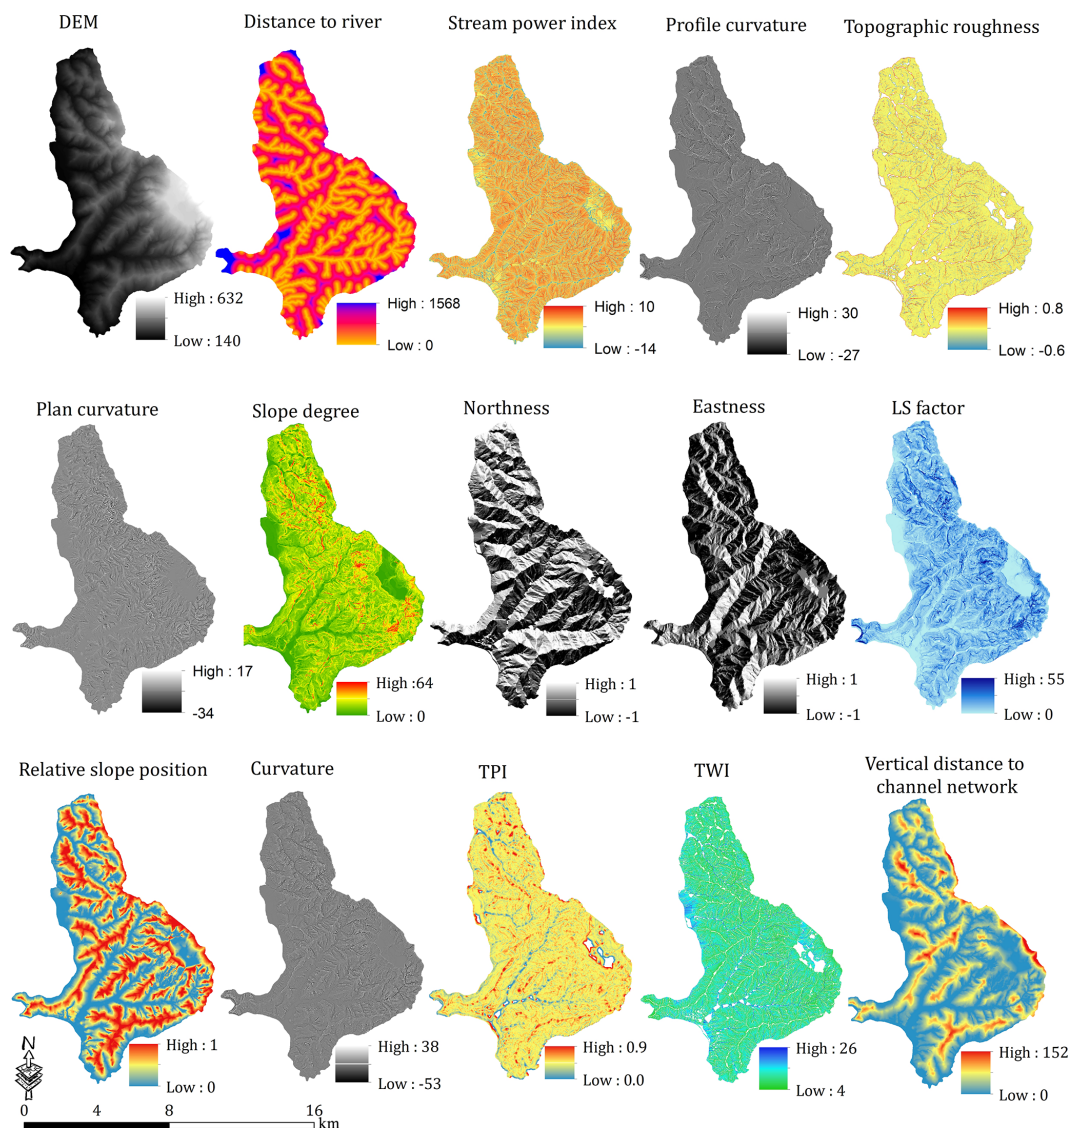 DEM
Distance to river
Stream power index
Profile curvature
Topographic roughness
High : 632
Low : 140
High : 1568
Low : 0
High : 10
Low : -14
High : 30
Low : -27
High : 0.8
Low : -0.6
Plan curvature
Slope degree
Northness
Eastness
LS factor
High : 17
-34
High :64
Low : 0
High : 1
Low : -1
High : 1
Low : -1
High : 55
Low : 0
Relative slope position
Curvature
TPI
TWI
Vertical distance to
channel network
High : 1
Low : 0
High : 38
Low : -53
High : 0.9
Low : 0.0
High : 26
Low : 4
High : 152
Low : 0
N
0 4 8 16
km